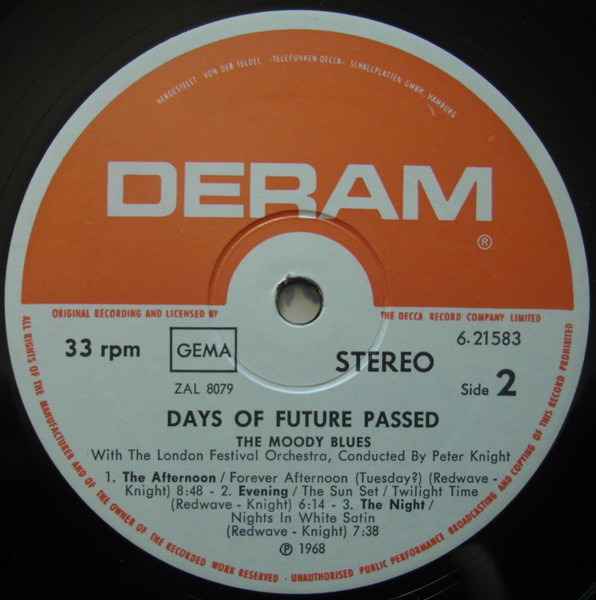 HERGESTELLT VON DER TELDEC »TELEFUNKEN-DECCA« SCHALLPLATTEN GMBH, HAMBURG
DERAM
®
ORIGINAL RECORDING AND LICENSED BY THE DECCA RECORD COMPANY LIMITED
33 rpm
GEMA
STEREO
6.21583
ZAL 8079
Side 2
DAYS OF FUTURE PASSED
THE MOODY BLUES
With The London Festival Orchestra, Conducted By Peter Knight
1. The Afternoon / Forever Afternoon (Tuesday?) (Redwave -
Knight) 8:48 - 2. Evening / The Sun Set / Twilight Time
(Redwave - Knight) 6:14 - 3. The Night /
Nights In White Satin
(Redwave - Knight) 7:38
℗ 1968
ALL RIGHTS OF THE MANUFACTURER AND OF THE OWNER OF THE RECORDED WORK RESERVED - UNAUTHORISED PUBLIC PERFORMANCE BROADCASTING AND COPYING OF THIS RECORD PROHIBITED